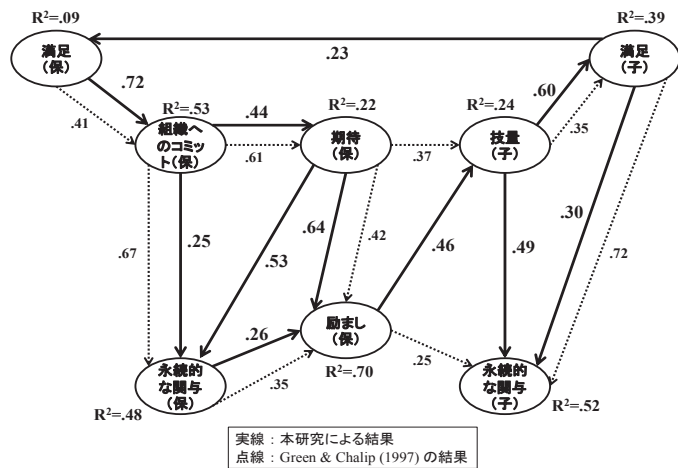 R²=.09
R²=.39
満足
(保)
満足
(子)
.23
.72
.60
R²=.53
R²=.22
R²=.24
.41
.44
.35
組織へ
のコミッ
ト(保)
期待
(保)
技量
(子)
.61
.37
.67
.25
.53
.64
.42
.46
.49
.30
.72
.26
励まし
(保)
.35
.25
R²=.70
永続的
な関与
(保)
永続的
な関与
(子)
R²=.48
R²=.52
実線 : 本研究による結果
点線 : Green & Chalip (1997) の結果